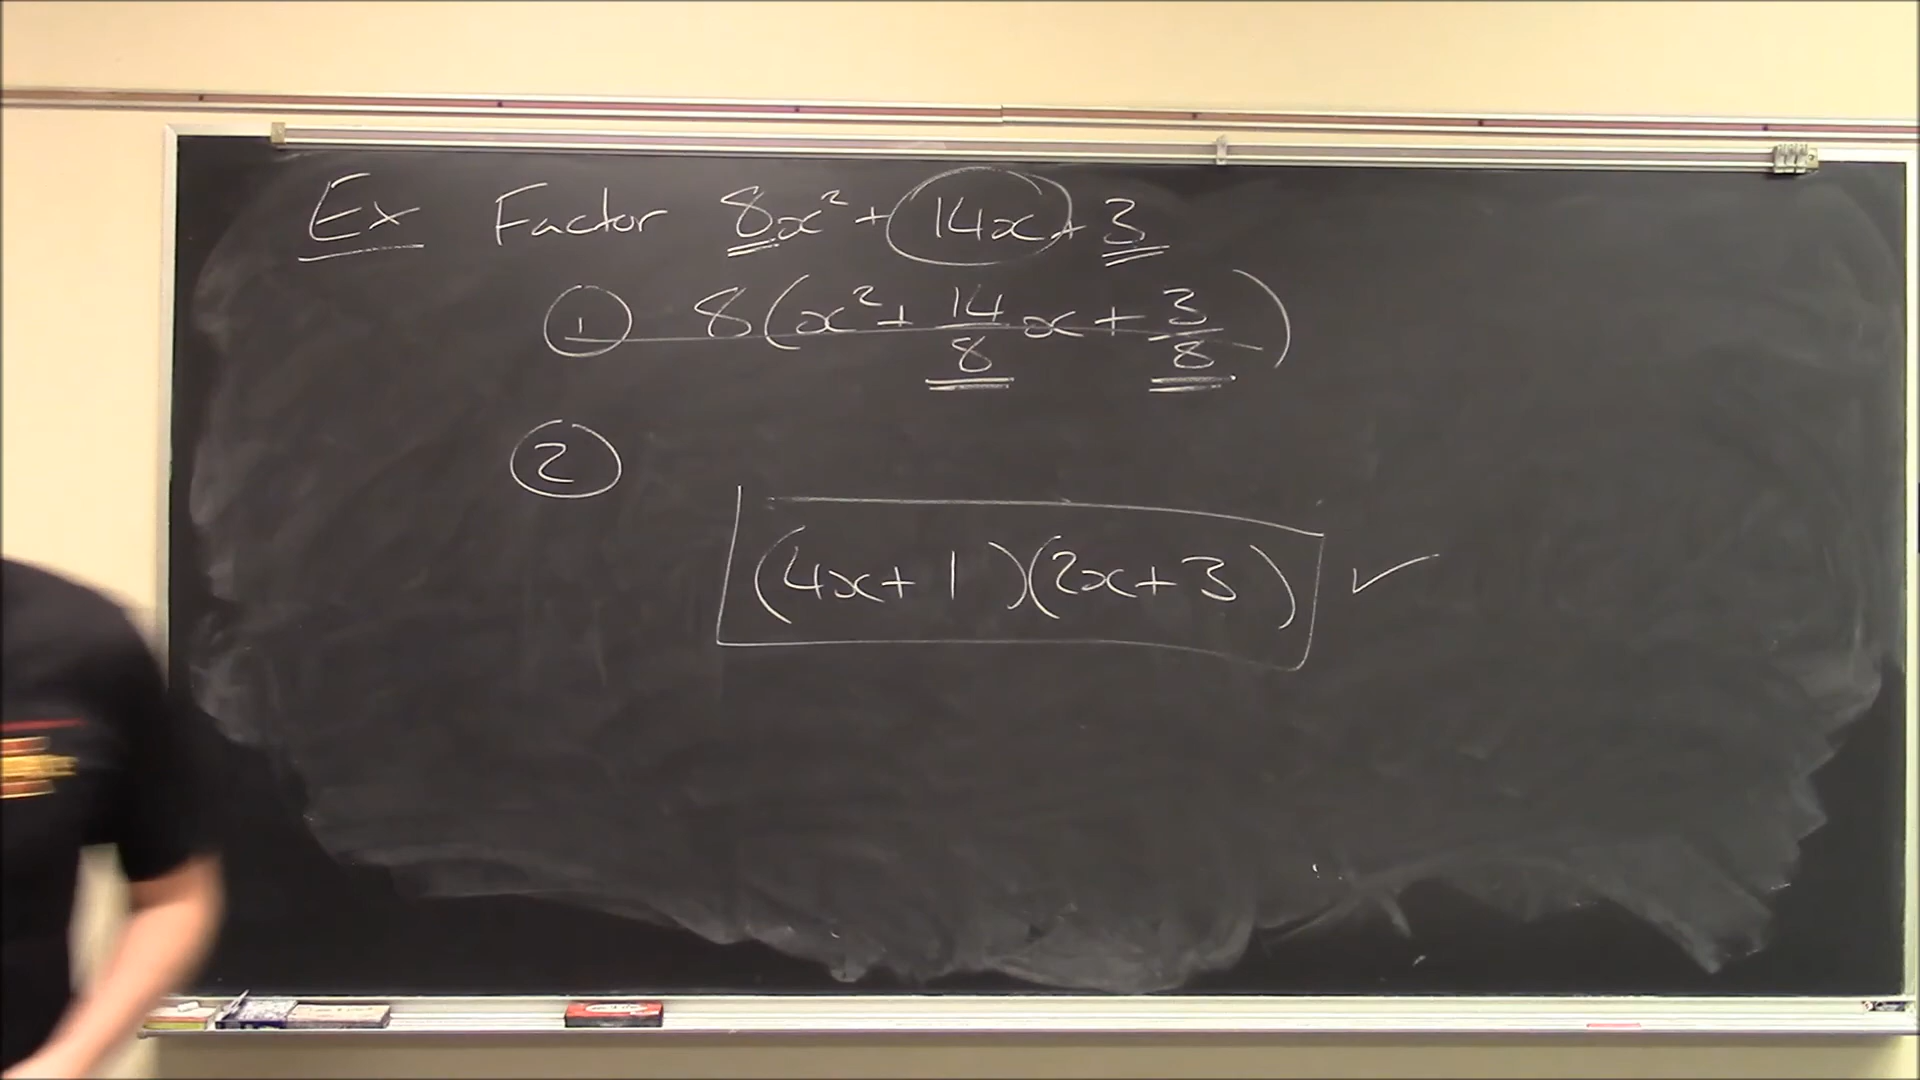 Ex Factor 8x² + 14x + 3
① 8(x² + 14/8 x + 3/8)
②
(4x + 1)(2x + 3) ✓